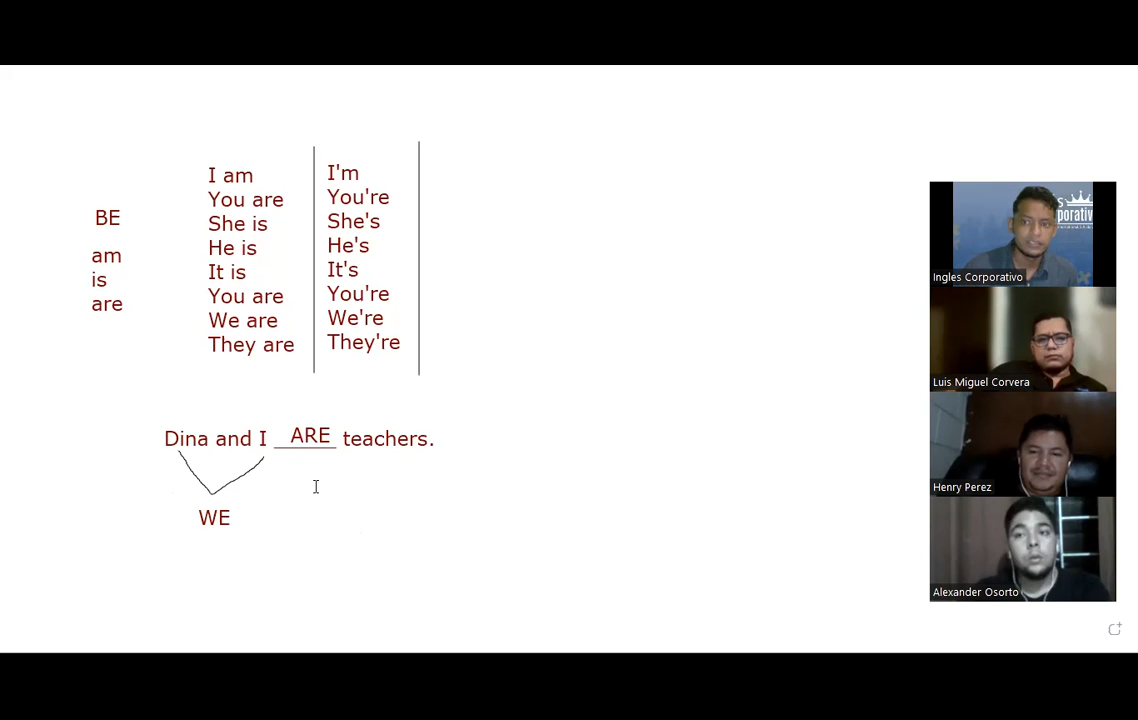 BE
am
is
are
I am
You are
She is
He is
It is
You are
We are
They are
I'm
You're
She's
He's
It's
You're
We're
They're
Dina and I ARE teachers.
WE
Ingles Corporativo
Luis Miguel Corvera
Henry Perez
Alexander Osorto